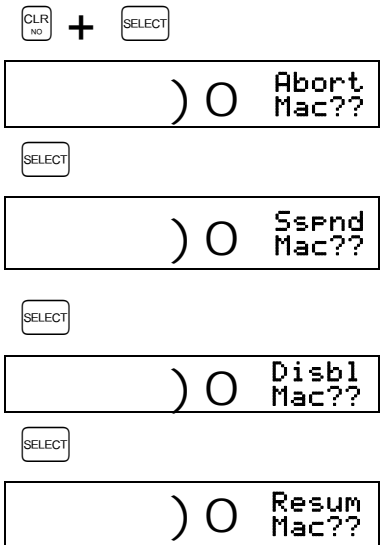 CLR
NO
+
SELECT
) O Abort
Mac??
SELECT
) O Sspnd
Mac??
SELECT
) O Disbl
Mac??
SELECT
) O Resum
Mac??